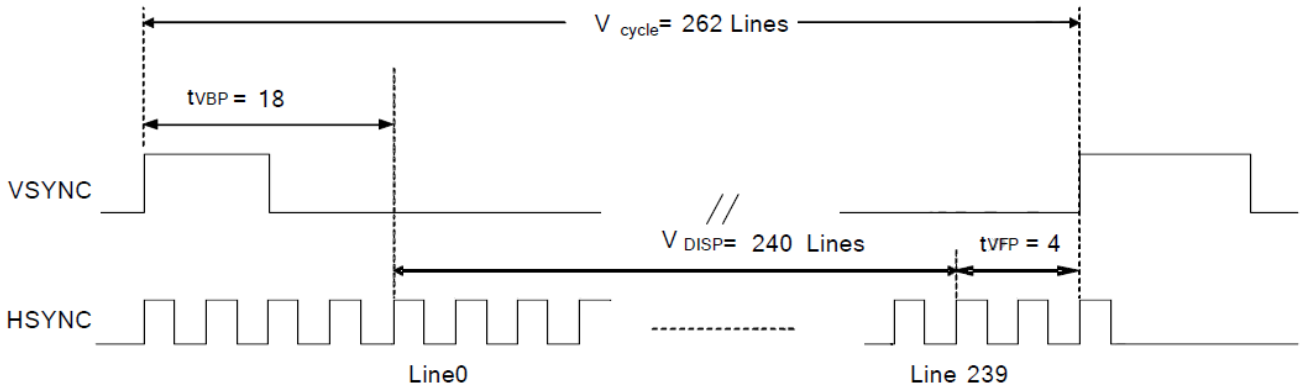 V cycle= 262 Lines
tVBP = 18
VSYNC
V DISP= 240 Lines
tVFP = 4
HSYNC
Line0
Line 239